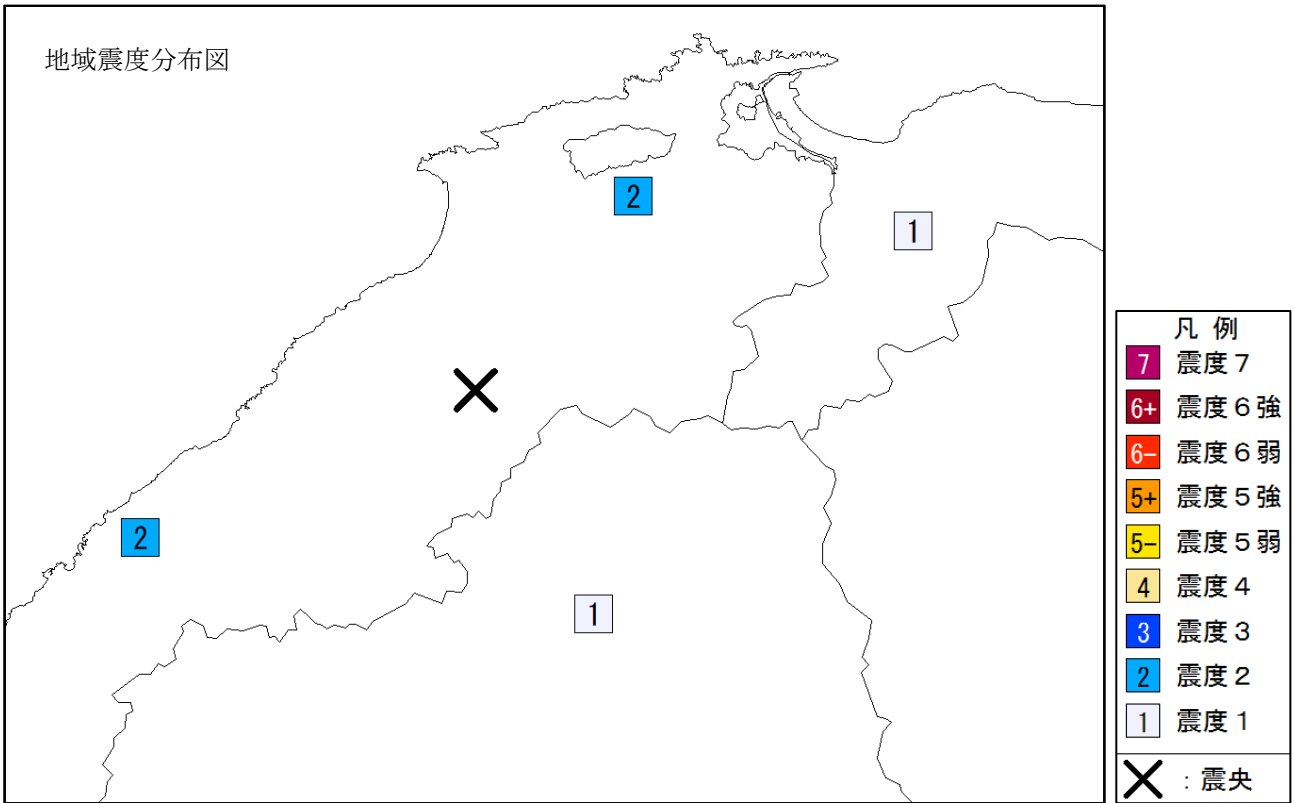 地域震度分布図
2
1
2
1
凡 例
7 震度７
6+ 震度６強
6− 震度６弱
5+ 震度５強
5− 震度５弱
4 震度４
3 震度３
2 震度２
1 震度１
：震央